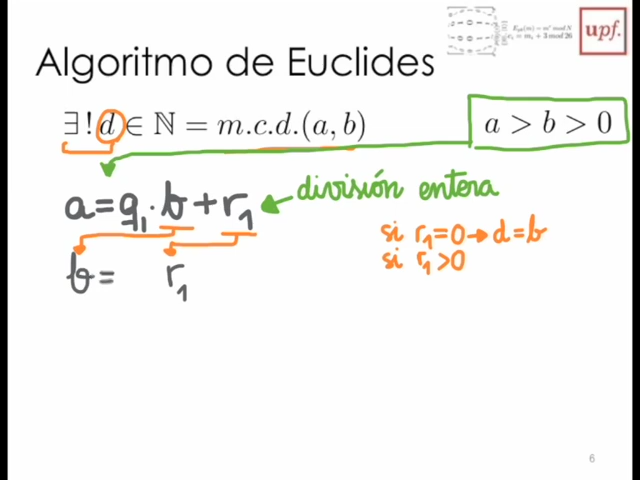 Algoritmo de Euclides
upf.
∃! d ∈ ℕ = m.c.d.(a, b)
a > b > 0
a = q₁ · b + r₁
división entera
si r₁ = 0 → d = b
si r₁ > 0
b = r₁
6